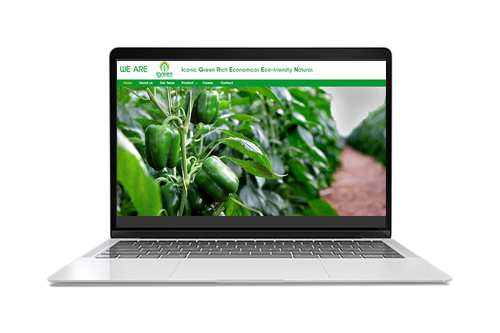 WE ARE
igreen
Iconic Green Rich Economical Eco-friendly Natural
Home About us Our Team Product Career Contact